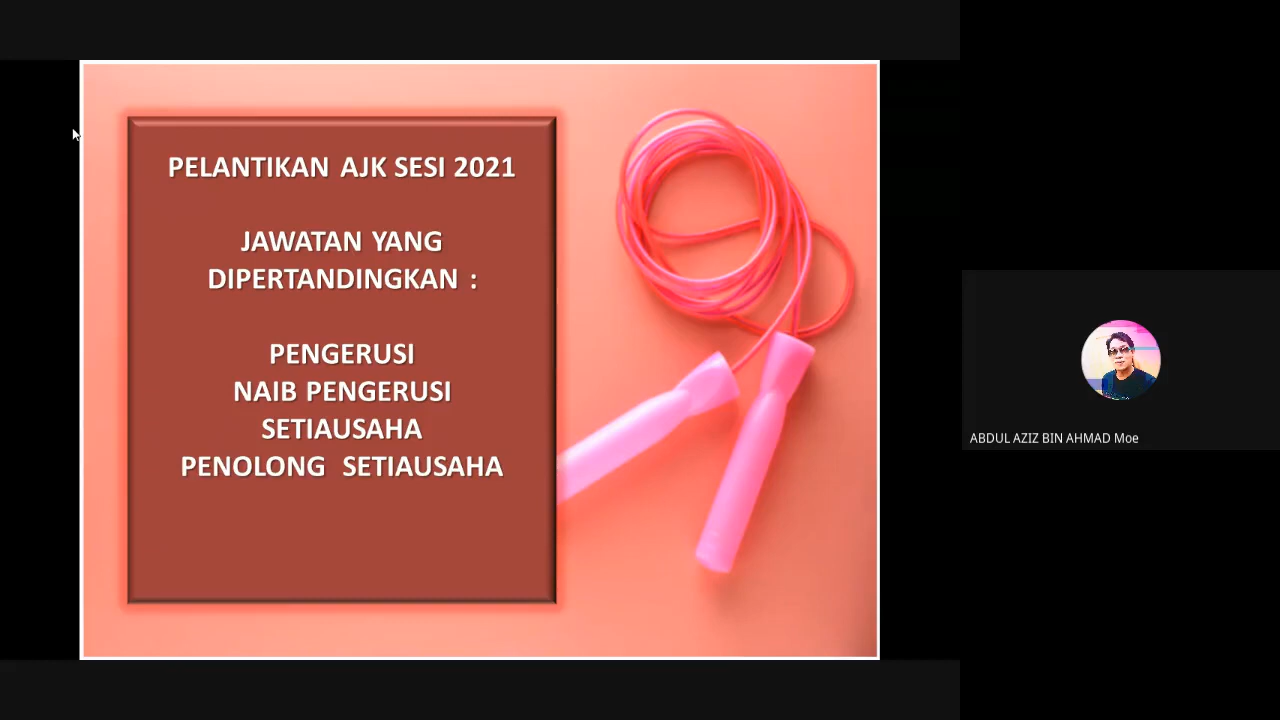 PELANTIKAN AJK SESI 2021
JAWATAN YANG
DIPERTANDINGKAN :
PENGERUSI
NAIB PENGERUSI
SETIAUSAHA
PENOLONG SETIAUSAHA
ABDUL AZIZ BIN AHMAD Moe